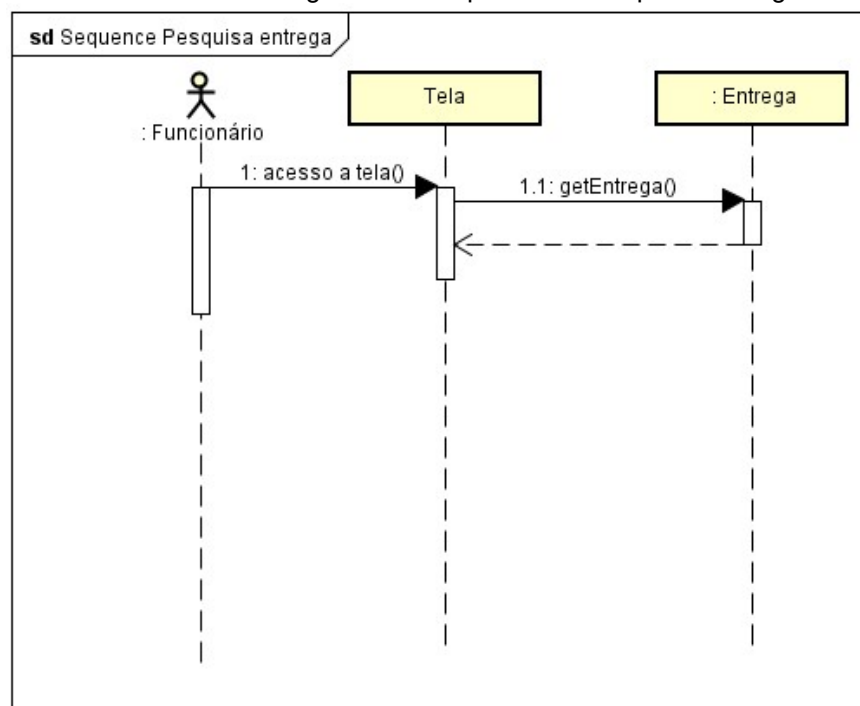 sd Sequence Pesquisa entrega
Tela
: Entrega
: Funcionário
1: acesso a tela()
1.1: getEntrega()